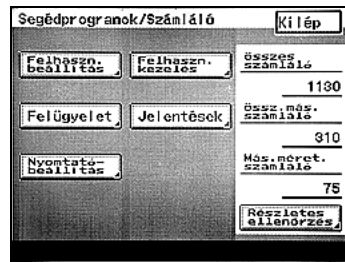 Segédprogramok/Számláló
Kilép
Felhaszn.
beállítás
Felhaszn.
kezelés
összes
számláló
1130
Felügyelet
Jelentések
össz.más.
számláló
310
Nyomtató-
beállítás
Más.méret.
számláló
75
Részletes
ellenőrzés